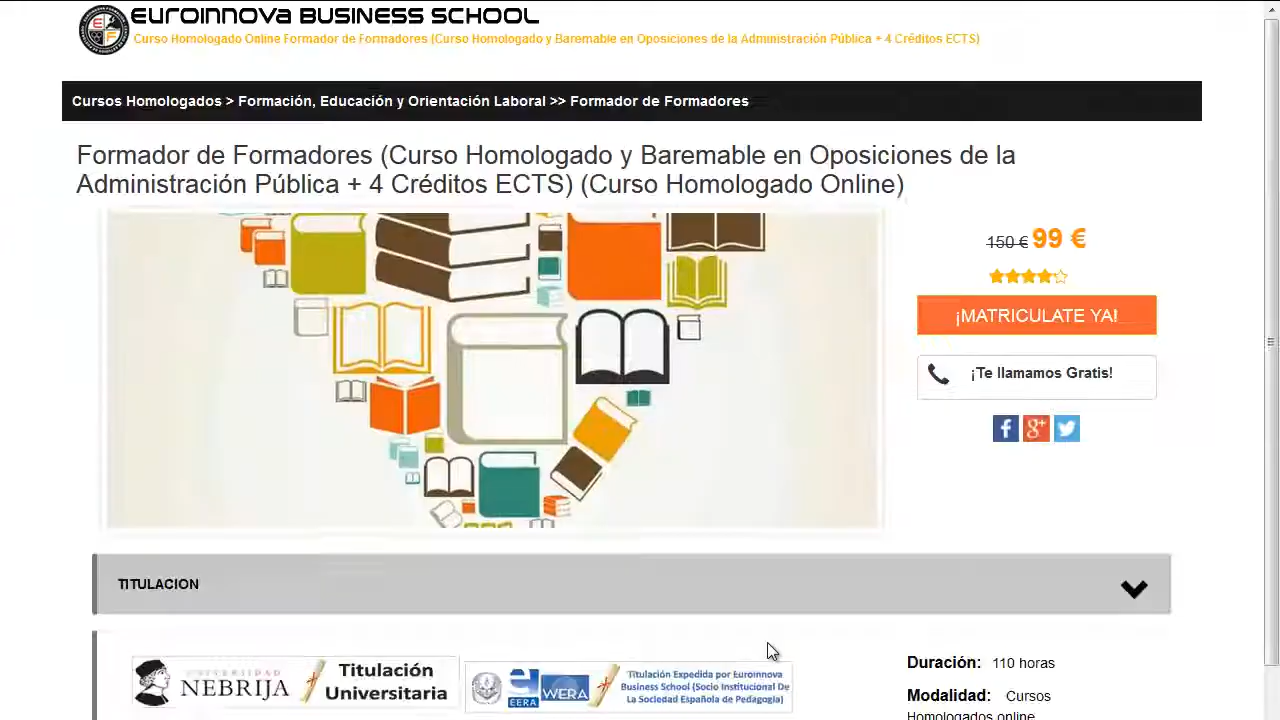 EUROINNOVA BUSINESS SCHOOL
Curso Homologado Online Formador de Formadores (Curso Homologado y Baremable en Oposiciones de la Administración Pública + 4 Créditos ECTS)
Cursos Homologados > Formación, Educación y Orientación Laboral >> Formador de Formadores
Formador de Formadores (Curso Homologado y Baremable en Oposiciones de la
Administración Pública + 4 Créditos ECTS) (Curso Homologado Online)
150 € 99 €
¡MATRICULATE YA!
¡Te llamamos Gratis!
TITULACION
UNIVERSIDAD
NEBRIJA
Titulación
Universitaria
EERA
WERA
Titulación Expedida por Euroinnova
Business School (Socio Institucional De
La Sociedad Española de Pedagogía)
Duración: 110 horas
Modalidad: Cursos
Homologados online